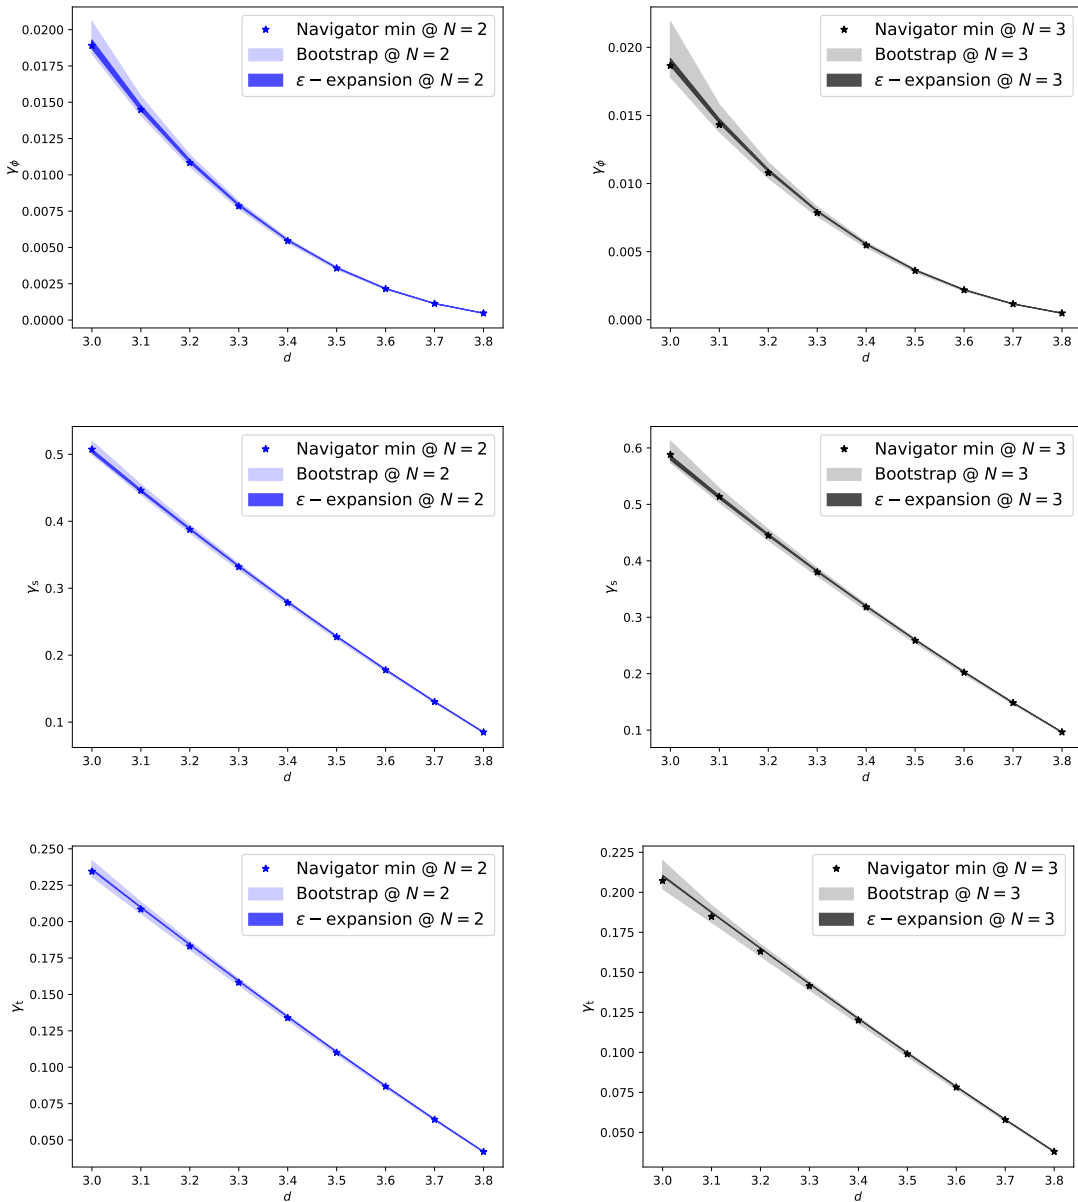 Navigator min @ N = 2
Bootstrap @ N = 2
ε − expansion @ N = 2
0.0200
0.0175
0.0150
0.0125
0.0100
0.0075
0.0050
0.0025
0.0000
γϕ
3.0 3.1 3.2 3.3 3.4 3.5 3.6 3.7 3.8
d
Navigator min @ N = 3
Bootstrap @ N = 3
ε − expansion @ N = 3
0.020
0.015
0.010
0.005
0.000
γϕ
3.0 3.1 3.2 3.3 3.4 3.5 3.6 3.7 3.8
d
Navigator min @ N = 2
Bootstrap @ N = 2
ε − expansion @ N = 2
0.5
0.4
0.3
0.2
0.1
γs
3.0 3.1 3.2 3.3 3.4 3.5 3.6 3.7 3.8
d
Navigator min @ N = 3
Bootstrap @ N = 3
ε − expansion @ N = 3
0.6
0.5
0.4
0.3
0.2
0.1
γs
3.0 3.1 3.2 3.3 3.4 3.5 3.6 3.7 3.8
d
Navigator min @ N = 2
Bootstrap @ N = 2
ε − expansion @ N = 2
0.250
0.225
0.200
0.175
0.150
0.125
0.100
0.075
0.050
γt
3.0 3.1 3.2 3.3 3.4 3.5 3.6 3.7 3.8
d
Navigator min @ N = 3
Bootstrap @ N = 3
ε − expansion @ N = 3
0.225
0.200
0.175
0.150
0.125
0.100
0.075
0.050
γt
3.0 3.1 3.2 3.3 3.4 3.5 3.6 3.7 3.8
d